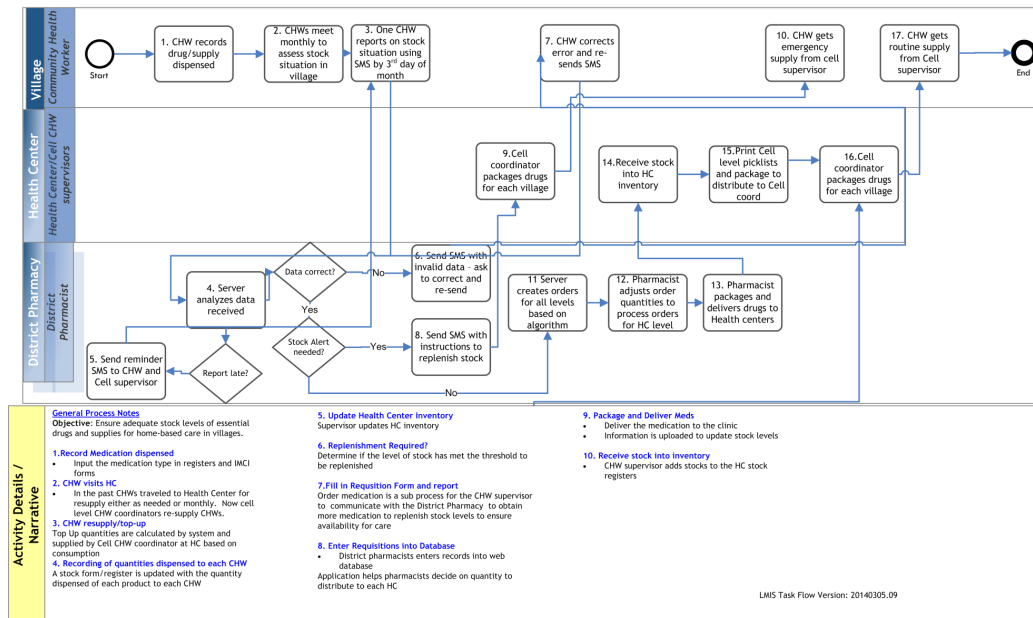 Village
Community Health
Worker
Start
1. CHW records
drug/supply
dispensed
2. CHWs meet
monthly to
assess stock
situation in
village
3. One CHW
reports on stock
situation using
SMS by 3rd day of
month
7. CHW corrects
error and re-
sends SMS
10. CHW gets
emergency
supply from cell
supervisor
17. CHW gets
routine supply
from Cell
supervisor
End
Health Center
Health Center/Cell CHW
supervisors
9.Cell
coordinator
packages drugs
for each village
14.Receive stock
into HC
inventory
15.Print Cell
level picklists
and package to
distribute to Cell
coord
16.Cell
coordinator
packages drugs
for each village
District Pharmacy
District
Pharmacist
4. Server
analyzes data
received
Data correct?
No
6. Send SMS with
invalid data – ask
to correct and
re-send
Yes
Stock Alert
needed?
Yes
8. Send SMS with
instructions to
replenish stock
No
5. Send reminder
SMS to CHW and
Cell supervisor
Report late?
11 Server
creates orders
for all levels
based on
algorithm
12. Pharmacist
adjusts order
quantities to
process orders
for HC level
13. Pharmacist
packages and
delivers drugs to
Health centers
Activity Details /
Narrative
General Process Notes
Objective: Ensure adequate stock levels of essential
drugs and supplies for home-based care in villages.
1.Record Medication dispensed
• Input the medication type in registers and IMCI
forms
2. CHW visits HC
• In the past CHWs traveled to Health Center for
resupply either as needed or monthly. Now cell
level CHW coordinators re-supply CHWs.
3. CHW resupply/top-up
Top Up quantities are calculated by system and
supplied by Cell CHW coordinator at HC based on
consumption
4. Recording of quantities dispensed to each CHW
A stock form/register is updated with the quantity
dispensed of each product to each CHW
5. Update Health Center Inventory
Supervisor updates HC inventory
6. Replenishment Required?
Determine if the level of stock has met the threshold to
be replenished
7.Fill in Requsition Form and report
Order medication is a sub process for the CHW supervisor
to communicate with the District Pharmacy to obtain
more medication to replenish stock levels to ensure
availability for care
8. Enter Requisitions into Database
• District pharmacists enters records into web
database
Application helps pharmacists decide on quantity to
distribute to each HC
9. Package and Deliver Meds
• Deliver the medication to the clinic
• Information is uploaded to update stock levels
10. Receive stock into inventory
• CHW supervisor adds stocks to the HC stock
registers
LMIS Task Flow Version: 20140305.09